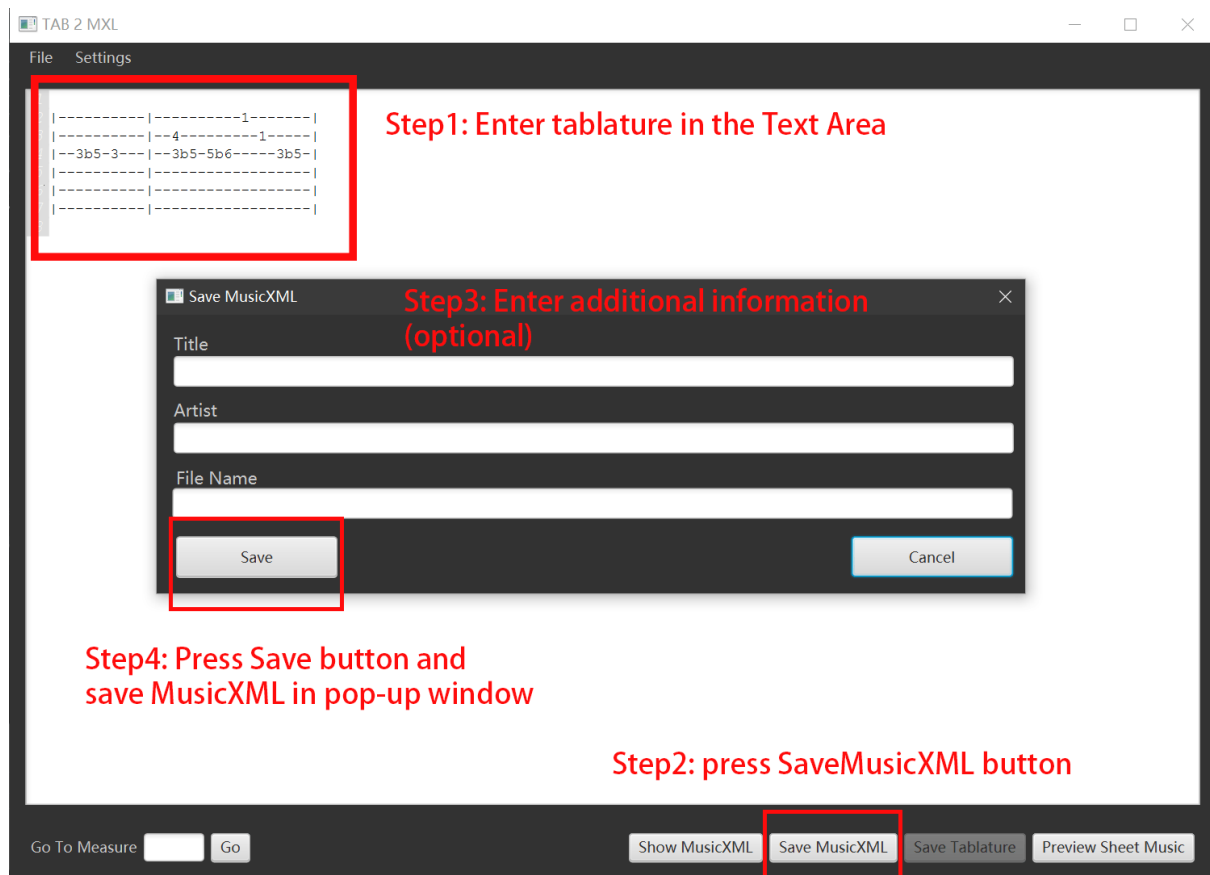 TAB 2 MXL
File Settings
|----------|----------1-------|
|----------|--4---------1-----|
|--3b5-3---|--3b5-5b6-----3b5-|
|----------|------------------|
|----------|------------------|
|----------|------------------|
Step1: Enter tablature in the Text Area
Save MusicXML
Step3: Enter additional information
(optional)
Title
Artist
File Name
Save
Cancel
Step4: Press Save button and
save MusicXML in pop-up window
Step2: press SaveMusicXML button
Go To Measure
Go
Show MusicXML
Save MusicXML
Save Tablature
Preview Sheet Music